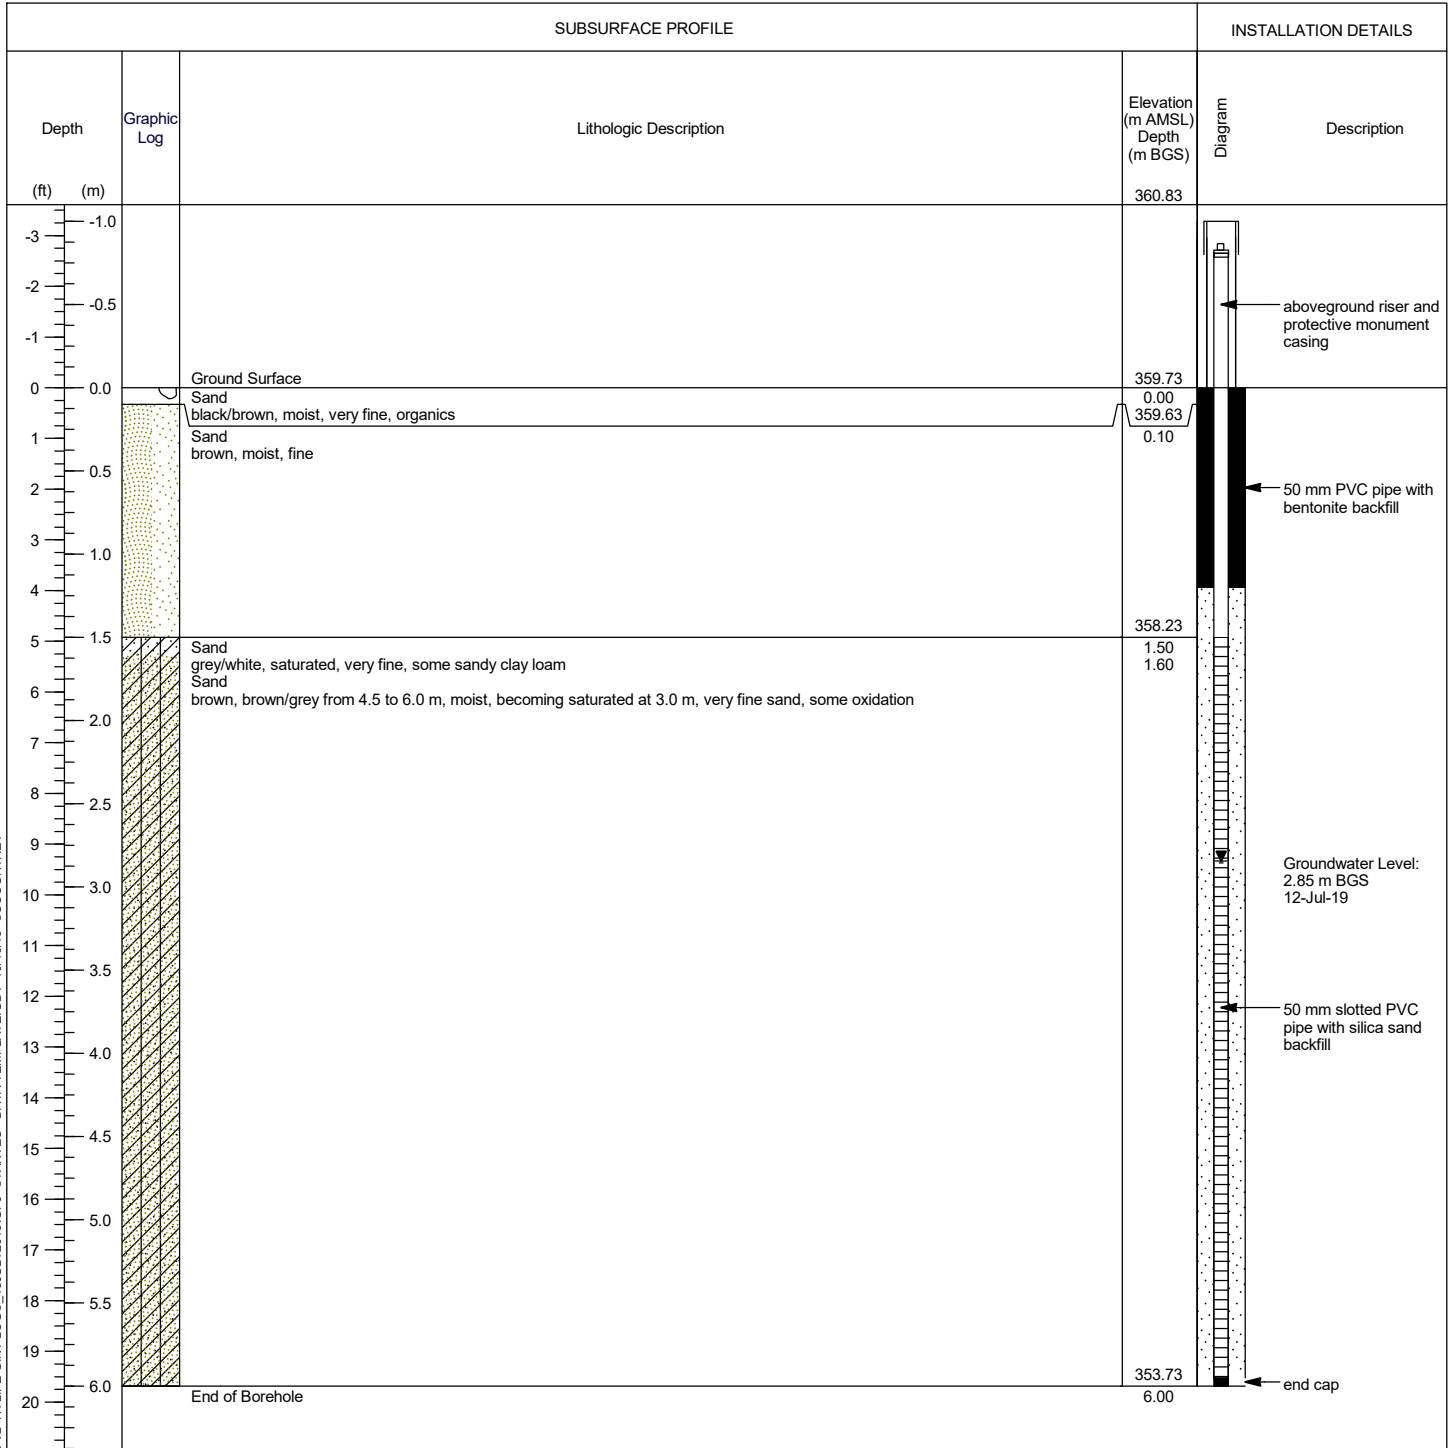 SUBSURFACE PROFILE
INSTALLATION DETAILS
Depth
Graphic
Log
Lithologic Description
Elevation
(m AMSL)
Depth
(m BGS)
Diagram
Description
(ft)
(m)
360.83
-1.0
-3
-2
-0.5
aboveground riser and
protective monument
casing
-1
Ground Surface
359.73
0
0.0
Sand
0.00
black/brown, moist, very fine, organics
359.63
Sand
0.10
1
brown, moist, fine
0.5
2
50 mm PVC pipe with
bentonite backfill
3
1.0
4
358.23
5
1.5
Sand
1.50
grey/white, saturated, very fine, some sandy clay loam
1.60
Sand
6
brown, brown/grey from 4.5 to 6.0 m, moist, becoming saturated at 3.0 m, very fine sand, some oxidation
2.0
7
8
2.5
9
Groundwater Level:
2.85 m BGS
12-Jul-19
3.0
10
11
3.5
12
50 mm slotted PVC
pipe with silica sand
backfill
13
4.0
14
4.5
15
16
5.0
17
18
5.5
19
353.73
6.0
end cap
End of Borehole
6.00
20